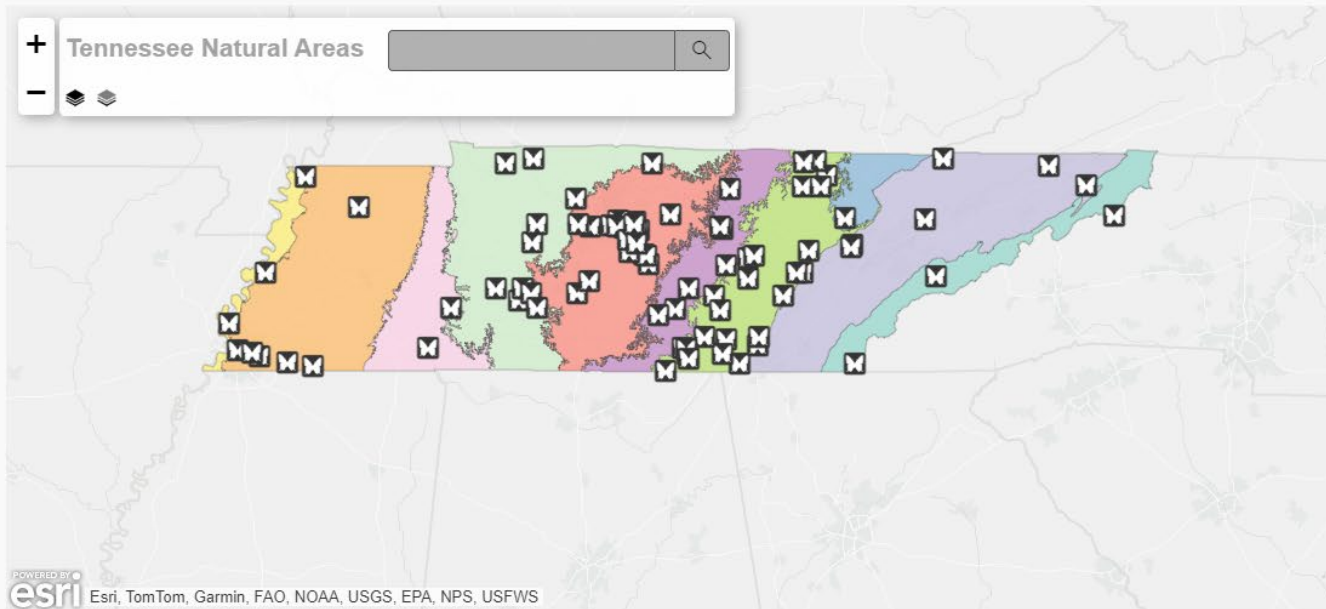 +
Tennessee Natural Areas
−
POWERED BY
esri
Esri, TomTom, Garmin, FAO, NOAA, USGS, EPA, NPS, USFWS